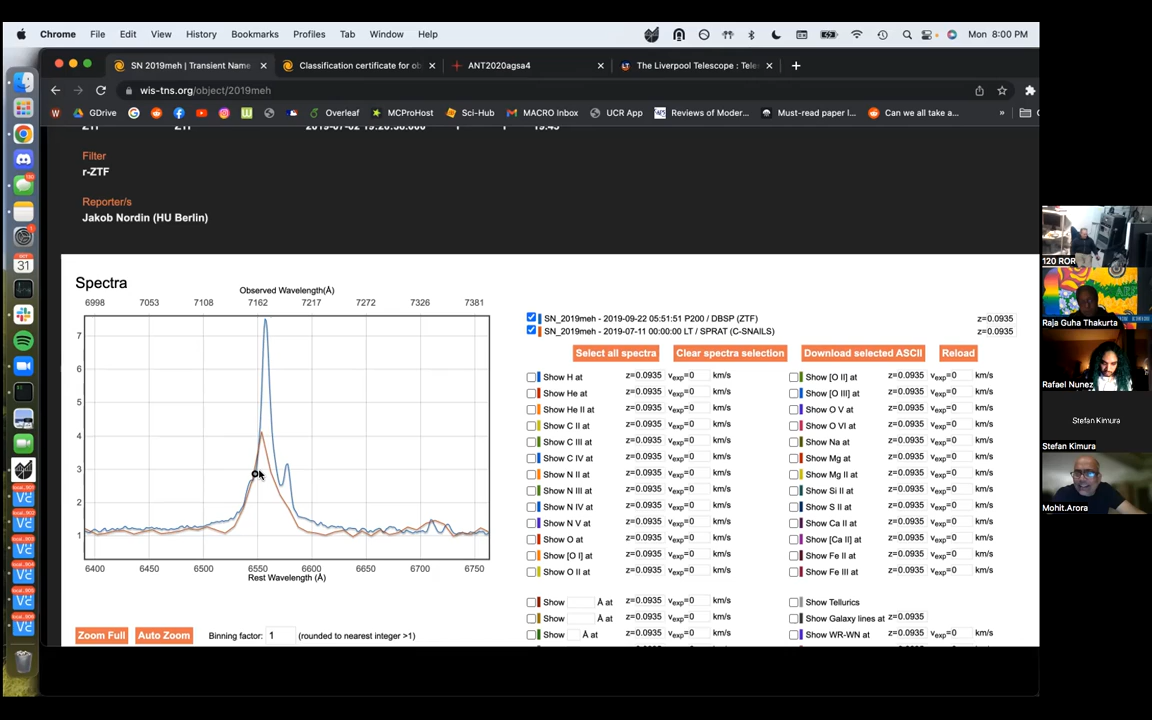 Chrome File Edit View History Bookmarks Profiles Tab Window Help Mon 8:00 PM
SN 2019meh | Transient Name Classification certificate for ob ANT2020agsa4 The Liverpool Telescope : Tele
wis-tns.org/object/2019meh
GDrive Overleaf MCProHost Sci-Hub MACRO Inbox UCR App Reviews of Moder... Must-read paper l... Can we all take a...
Filter
r-ZTF
Reporter/s
Jakob Nordin (HU Berlin)
Spectra
Observed Wavelength(Å)
6998 7053 7108 7162 7217 7272 7326 7381
7
6
5
4
3
2
1
6400 6450 6500 6550 6600 6650 6700 6750
Rest Wavelength (Å)
SN_2019meh - 2019-09-22 05:51:51 P200 / DBSP (ZTF) z=0.0935
SN_2019meh - 2019-07-11 00:00:00 LT / SPRAT (C-SNAILS) z=0.0935
Select all spectra Clear spectra selection Download selected ASCII Reload
Show H at z=0.0935 vexp=0 km/s Show [O II] at z=0.0935 vexp=0 km/s
Show He at z=0.0935 vexp=0 km/s Show [O III] at z=0.0935 vexp=0 km/s
Show He II at z=0.0935 vexp=0 km/s Show O V at z=0.0935 vexp=0 km/s
Show C II at z=0.0935 vexp=0 km/s Show O VI at z=0.0935 vexp=0 km/s
Show C III at z=0.0935 vexp=0 km/s Show Na at z=0.0935 vexp=0 km/s
Show C IV at z=0.0935 vexp=0 km/s Show Mg at z=0.0935 vexp=0 km/s
Show N II at z=0.0935 vexp=0 km/s Show Mg II at z=0.0935 vexp=0 km/s
Show N III at z=0.0935 vexp=0 km/s Show Si II at z=0.0935 vexp=0 km/s
Show N IV at z=0.0935 vexp=0 km/s Show S II at z=0.0935 vexp=0 km/s
Show N V at z=0.0935 vexp=0 km/s Show Ca II at z=0.0935 vexp=0 km/s
Show O at z=0.0935 vexp=0 km/s Show [Ca II] at z=0.0935 vexp=0 km/s
Show [O I] at z=0.0935 vexp=0 km/s Show Fe II at z=0.0935 vexp=0 km/s
Show O II at z=0.0935 vexp=0 km/s Show Fe III at z=0.0935 vexp=0 km/s
Show Å at z=0.0935 vexp=0 km/s Show Tellurics
Show Å at z=0.0935 vexp=0 km/s Show Galaxy lines at z=0.0935
Show Å at z=0.0935 vexp=0 km/s Show WR-WN at z=0.0935 vexp=0 km/s
Zoom Full Auto Zoom Binning factor: 1 (rounded to nearest integer >1)
OCT
31
120 ROR
Raja Guha Thakurta
Rafael Nunez
Stefan Kimura
Stefan Kimura
Mohit.Arora